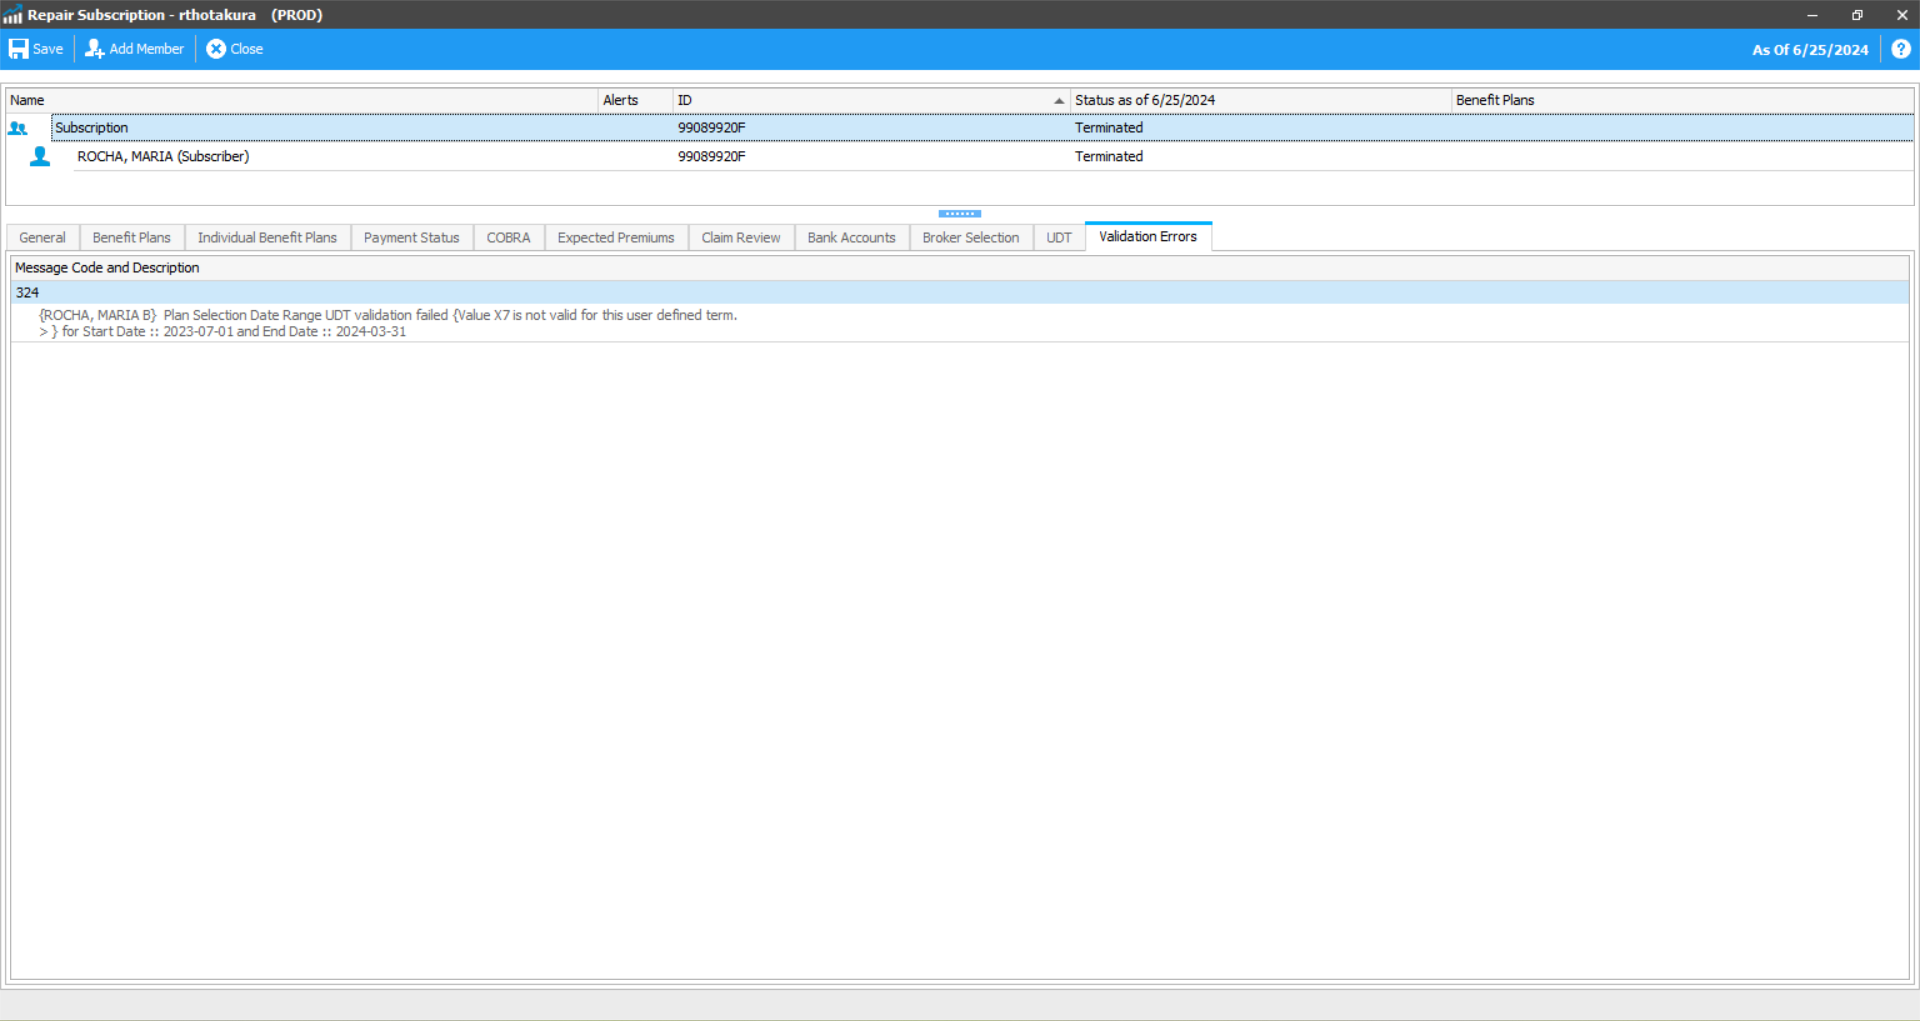 Repair Subscription - rthotakura (PROD)
Save Add Member Close As Of 6/25/2024 ?
Name Alerts ID Status as of 6/25/2024 Benefit Plans
Subscription 99089920F Terminated
ROCHA, MARIA (Subscriber) 99089920F Terminated
General Benefit Plans Individual Benefit Plans Payment Status COBRA Expected Premiums Claim Review Bank Accounts Broker Selection UDT Validation Errors
Message Code and Description
324
{ROCHA, MARIA B} Plan Selection Date Range UDT validation failed {Value X7 is not valid for this user defined term.
> } for Start Date :: 2023-07-01 and End Date :: 2024-03-31